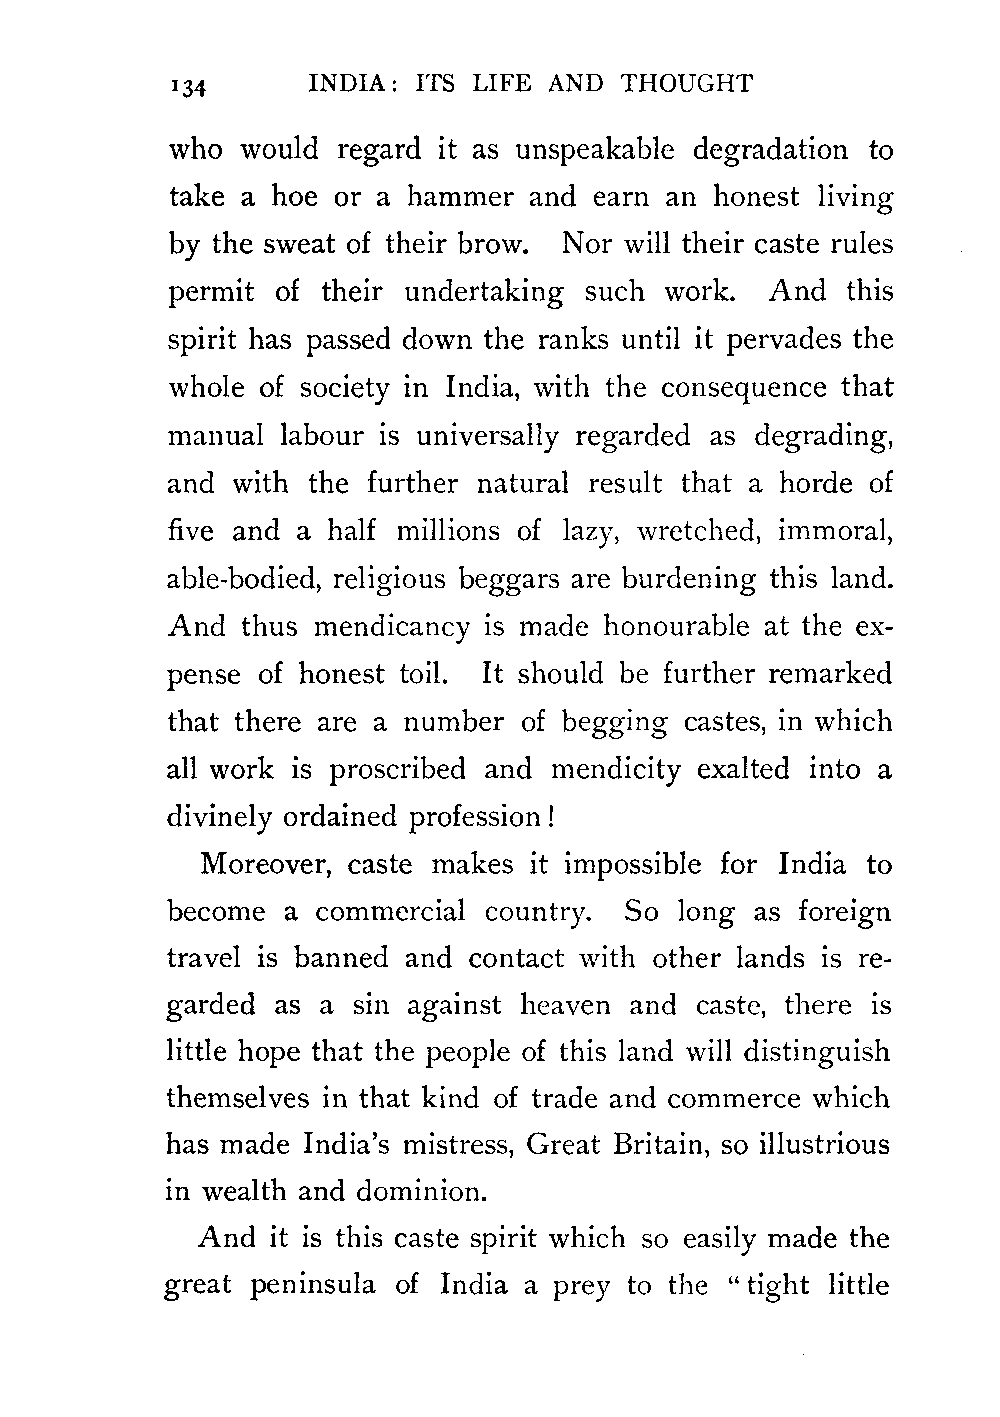 134 INDIA: ITS LIFE AND THOUGHT
who would regard it as unspeakable degradation to
take a hoe or a hammer and earn an honest living
by the sweat of their brow. Nor will their caste rules
permit of their undertaking such work. And this
spirit has passed down the ranks until it pervades the
whole of society in India, with the consequence that
manual labour is universally regarded as degrading,
and with the further natural result that a horde of
five and a half millions of lazy, wretched, immoral,
able-bodied, religious beggars are burdening this land.
And thus mendicancy is made honourable at the ex-
pense of honest toil. It should be further remarked
that there are a number of begging castes, in which
all work is proscribed and mendicity exalted into a
divinely ordained profession!
Moreover, caste makes it impossible for India to
become a commercial country. So long as foreign
travel is banned and contact with other lands is re-
garded as a sin against heaven and caste, there is
little hope that the people of this land will distinguish
themselves in that kind of trade and commerce which
has made India's mistress, Great Britain, so illustrious
in wealth and dominion.
And it is this caste spirit which so easily made the
great peninsula of India a prey to the "tight little